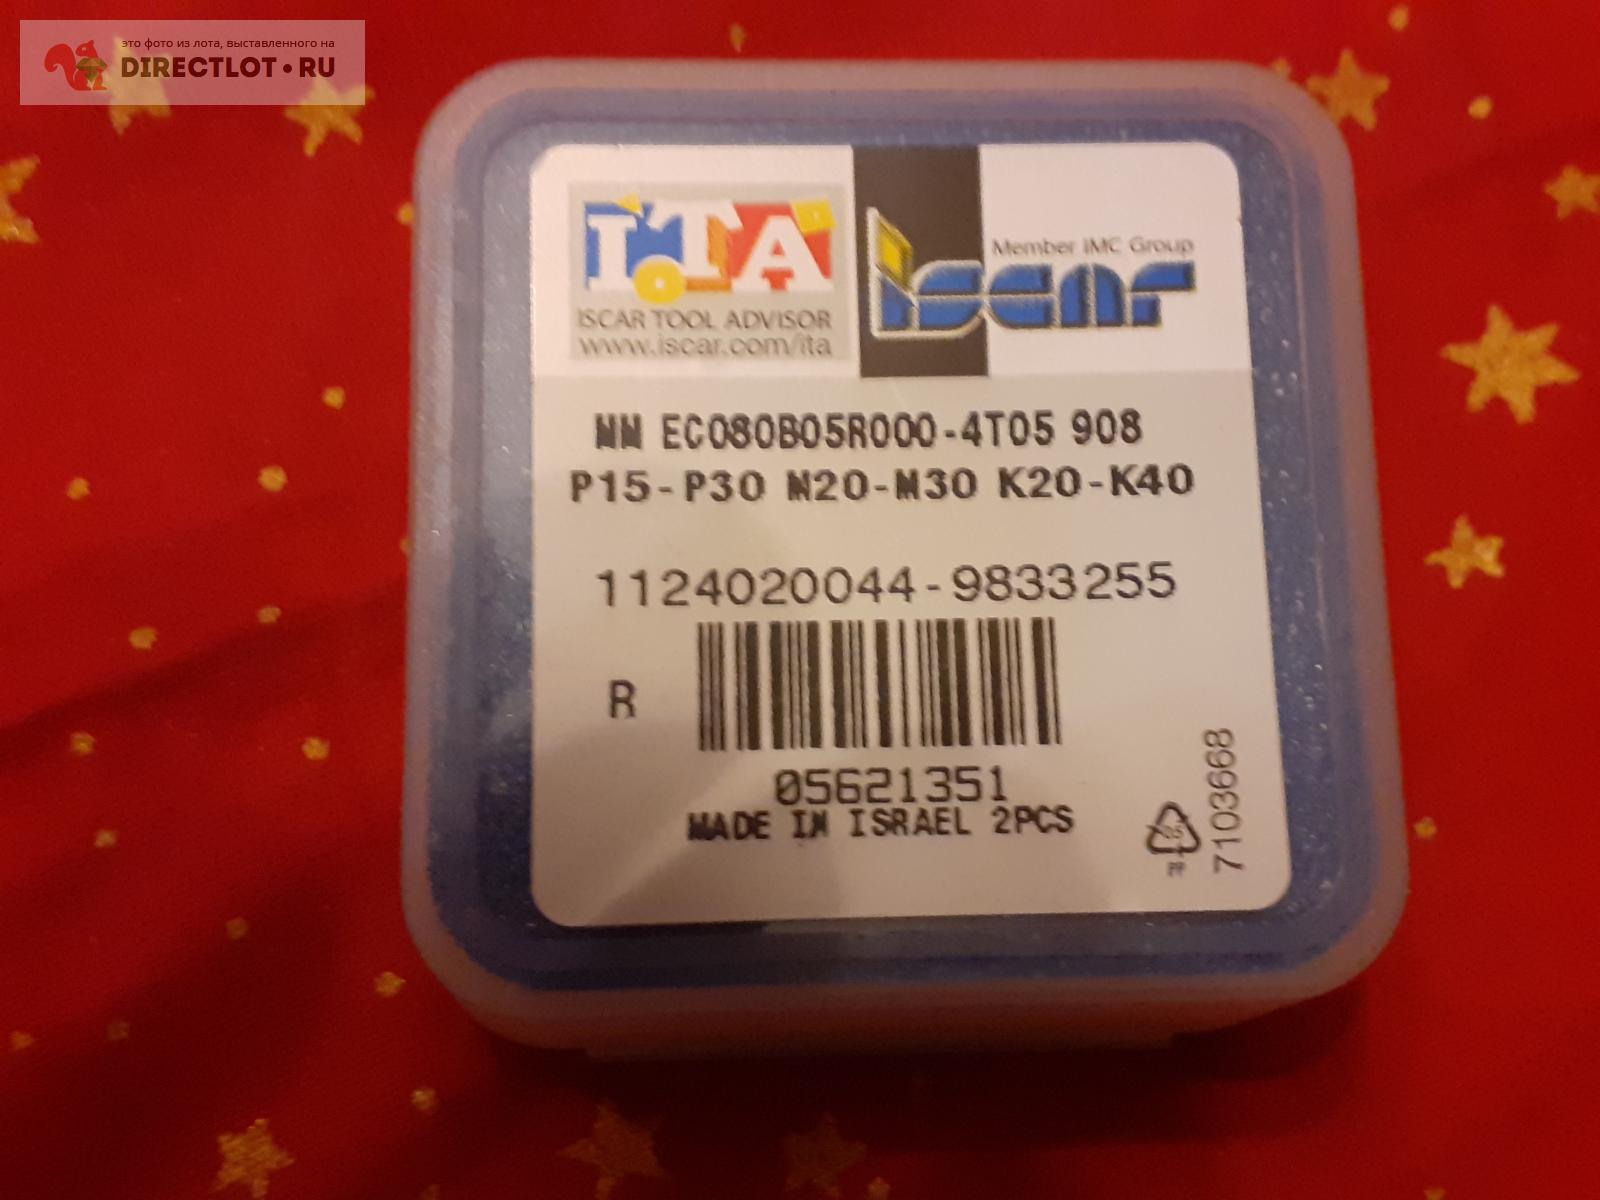 это фото из лота, выставленного на
DIRECTLOT•RU
ITA
ISCAR TOOL ADVISOR
www.iscar.com/ita
Member IMC Group
iscar
MM EC080B05R000-4T05 908
P15-P30 M20-M30 K20-K40
1124020044-9833255
R
05621351
MADE IN ISRAEL 2PCS
05
PP
7103668